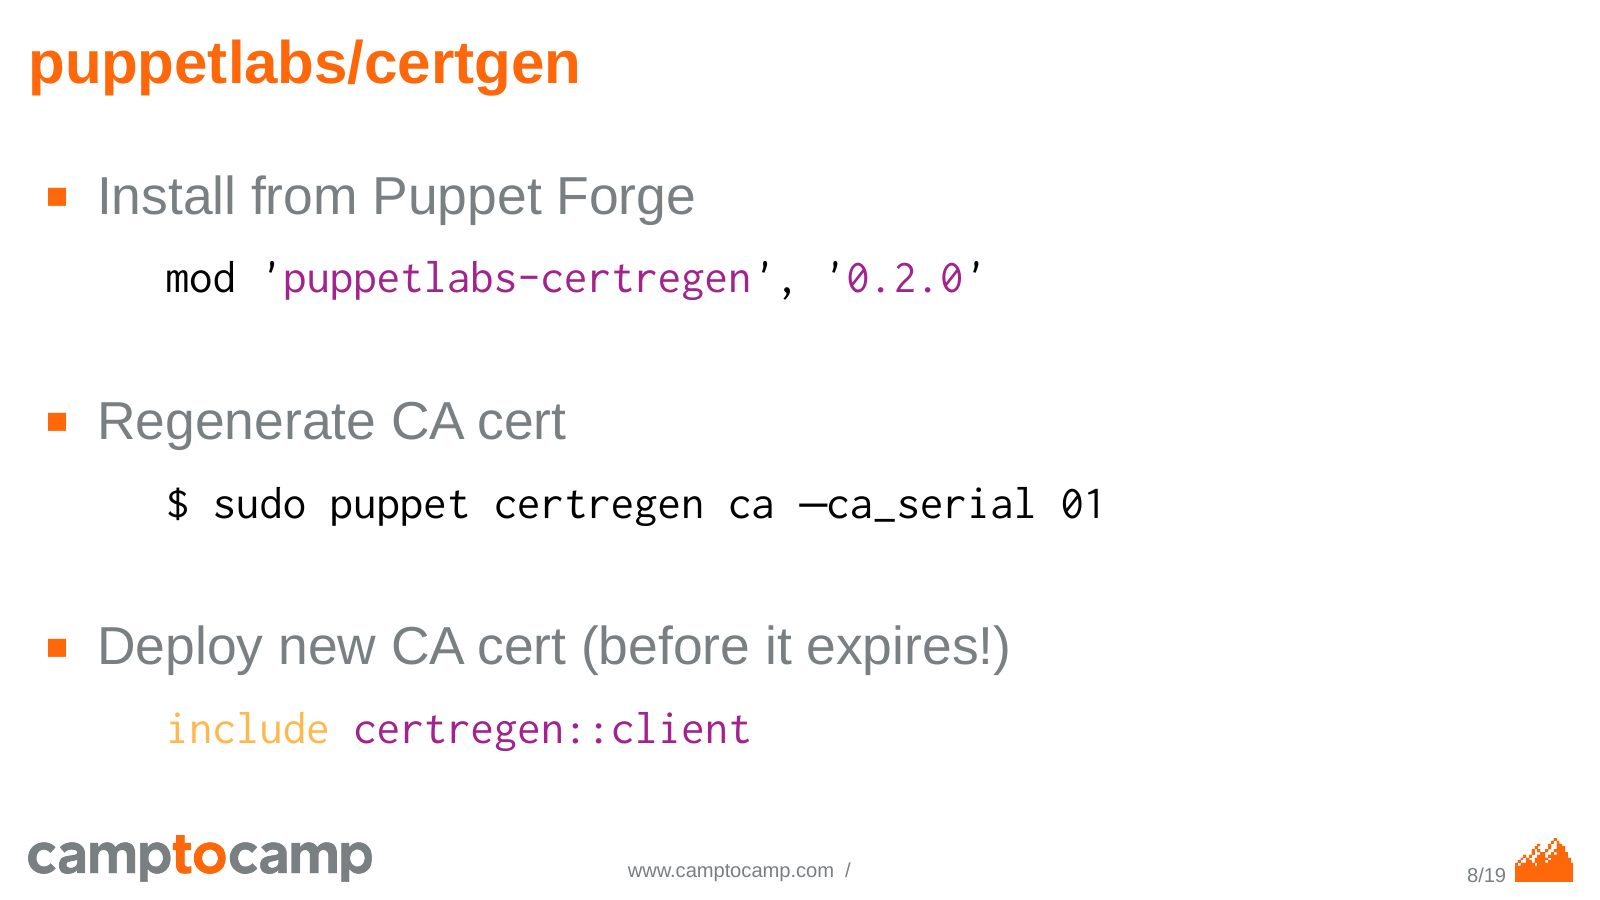 puppetlabs/certgen
Install from Puppet Forge
mod 'puppetlabs-certregen', '0.2.0'
Regenerate CA cert
$ sudo puppet certregen ca —ca_serial 01
Deploy new CA cert (before it expires!)
include certregen::client
camptocamp
www.camptocamp.com /
8/19